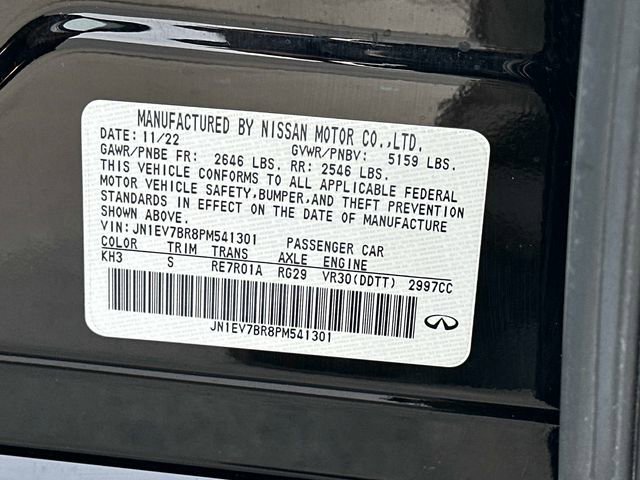 MANUFACTURED BY NISSAN MOTOR CO.,LTD.
DATE: 11/22 GVWR/PNBV: 5159 LBS.
GAWR/PNBE FR: 2646 LBS. RR: 2546 LBS.
THIS VEHICLE CONFORMS TO ALL APPLICABLE FEDERAL
MOTOR VEHICLE SAFETY,BUMPER,AND THEFT PREVENTION
STANDARDS IN EFFECT ON THE DATE OF MANUFACTURE
SHOWN ABOVE.
VIN: JN1EV7BR8PM541301 PASSENGER CAR
COLOR TRIM TRANS AXLE ENGINE
KH3 S RE7R01A RG29 VR30(DDTT) 2997CC
JN1EV7BR8PM541301